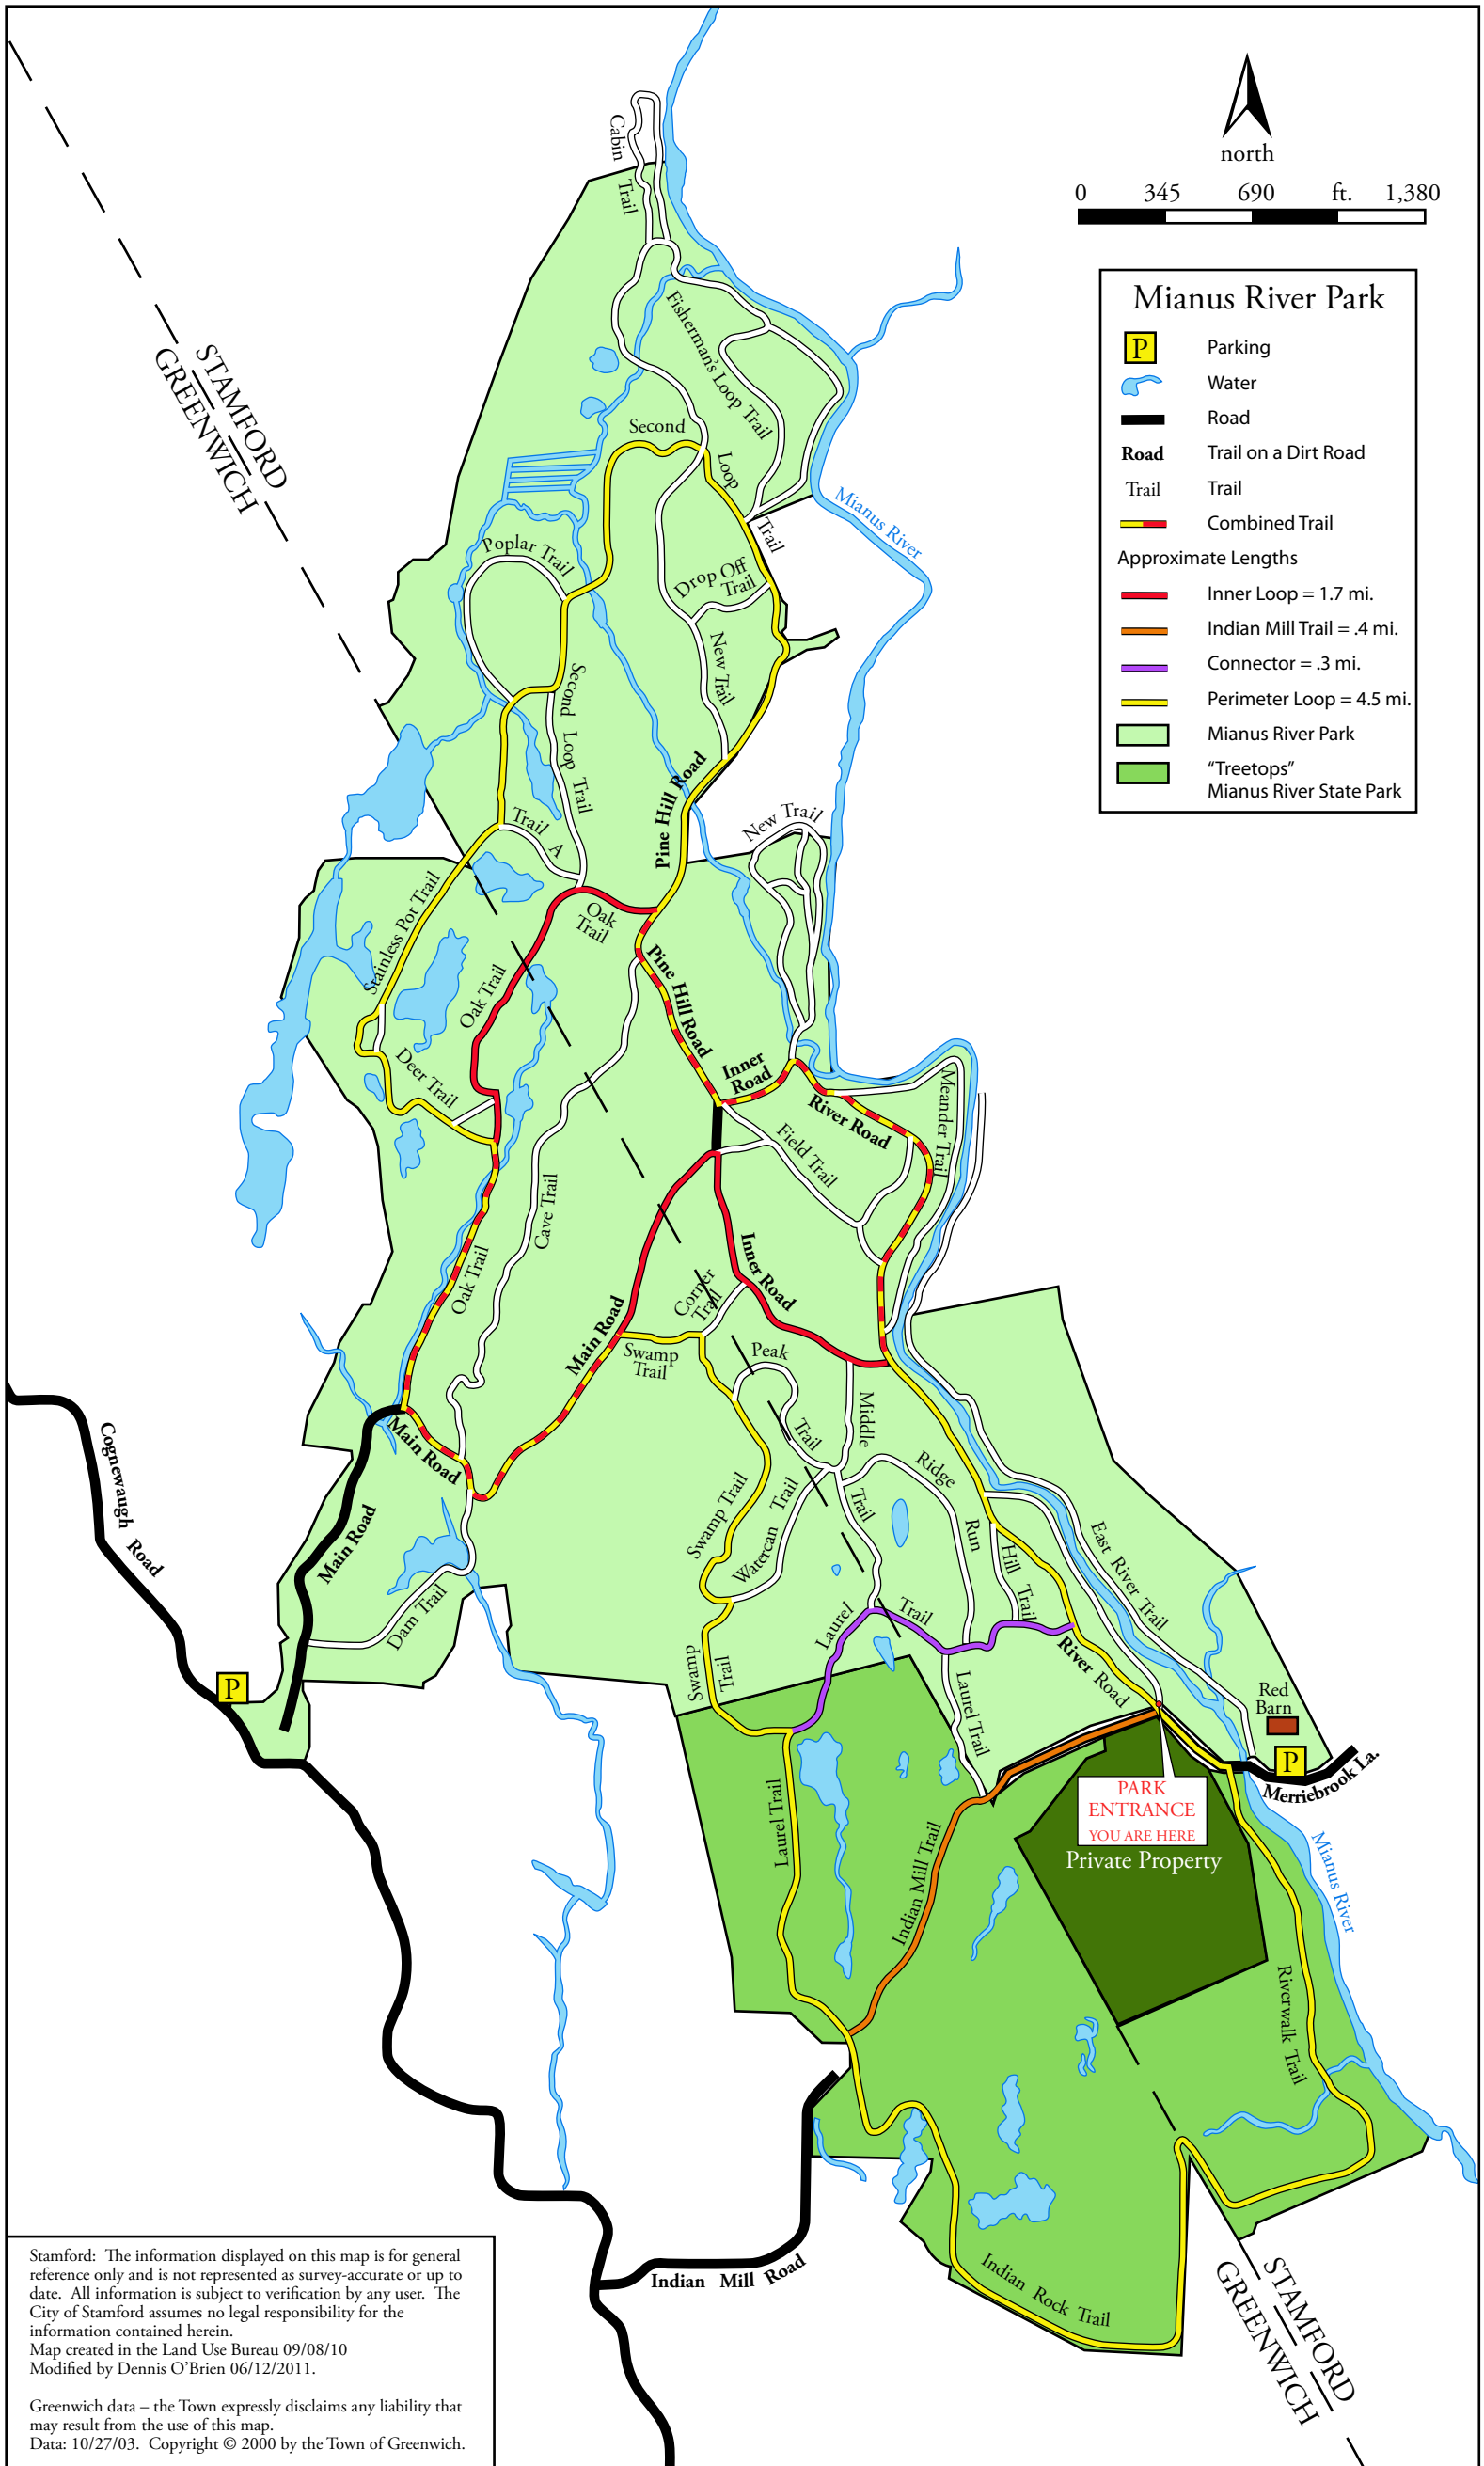 north
0 345 690 ft. 1,380
Mianus River Park
P Parking
Water
Road
Road Trail on a Dirt Road
Trail Trail
Combined Trail
Approximate Lengths
Inner Loop = 1.7 mi.
Indian Mill Trail = .4 mi.
Connector = .3 mi.
Perimeter Loop = 4.5 mi.
Mianus River Park
“Treetops”
Mianus River State Park
Cabin
Trail
STAMFORD
GREENWICH
Fisherman's Loop Trail
Second
Loop
Trail
Mianus River
Poplar Trail
Drop Off
Trail
New Trail
Second Loop Trail
Pine Hill Road
New Trail
Trail A
Stainless Pot Trail
Oak
Trail
Oak Trail
Pine Hill Road
Deer Trail
Inner
Road
River Road
Meander Trail
Field Trail
Cave Trail
Oak Trail
Inner Road
Corner
Trail
Main Road
Swamp
Trail
Peak
Trail
Middle
Trail
Ridge
Run
Main Road
Cognewaugh
Road
Main Road
Swamp Trail
Watercan Trail
Hill
Trail
East River Trail
Dam Trail
Laurel
Trail
Swamp
Trail
River Road
Laurel Trail
P
Red
Barn
P
Merriebrook La.
PARK
ENTRANCE
YOU ARE HERE
Private Property
Laurel Trail
Indian Mill Trail
Mianus River
Riverwalk Trail
Indian Mill Road
Indian Rock Trail
STAMFORD
GREENWICH
Stamford: The information displayed on this map is for general
reference only and is not represented as survey-accurate or up to
date. All information is subject to verification by any user. The
City of Stamford assumes no legal responsibility for the
information contained herein.
Map created in the Land Use Bureau 09/08/10
Modified by Dennis O’Brien 06/12/2011.
Greenwich data – the Town expressly disclaims any liability that
may result from the use of this map.
Data: 10/27/03. Copyright © 2000 by the Town of Greenwich.